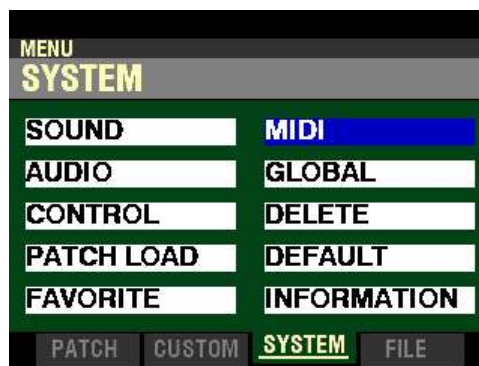 MENU
SYSTEM
SOUND
MIDI
AUDIO
GLOBAL
CONTROL
DELETE
PATCH LOAD
DEFAULT
FAVORITE
INFORMATION
PATCH CUSTOM SYSTEM FILE